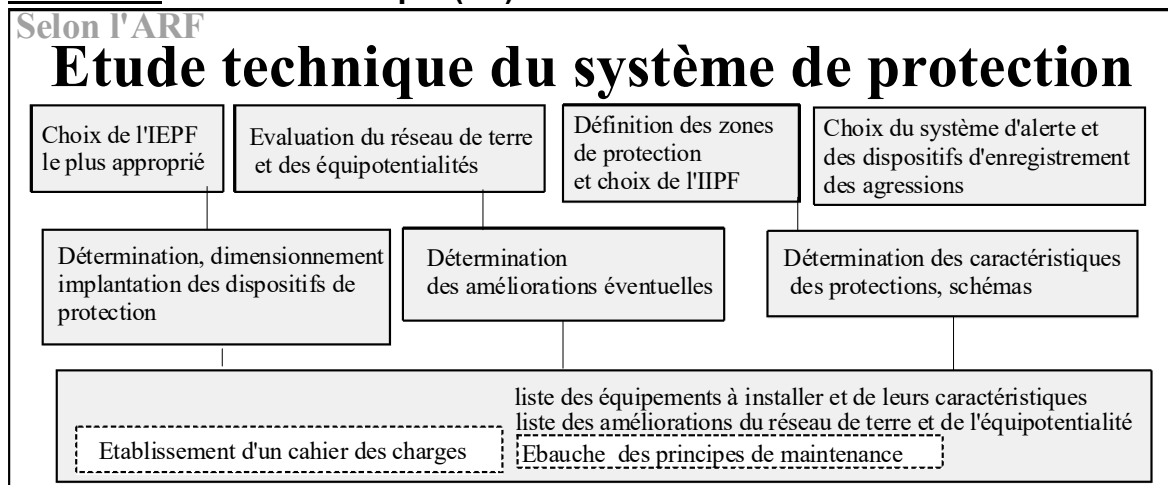 Selon l'ARF
Etude technique du système de protection
Choix de l'IEPF
le plus approprié
Evaluation du réseau de terre
et des équipotentialités
Définition des zones
de protection
et choix de l'IIPF
Choix du système d'alerte et
des dispositifs d'enregistrement
des agressions
Détermination, dimensionnement
implantation des dispositifs de
protection
Détermination
des améliorations éventuelles
Détermination des caractéristiques
des protections, schémas
liste des équipements à installer et de leurs caractéristiques
liste des améliorations du réseau de terre et de l'équipotentialité
Etablissement d'un cahier des charges
Ebauche des principes de maintenance